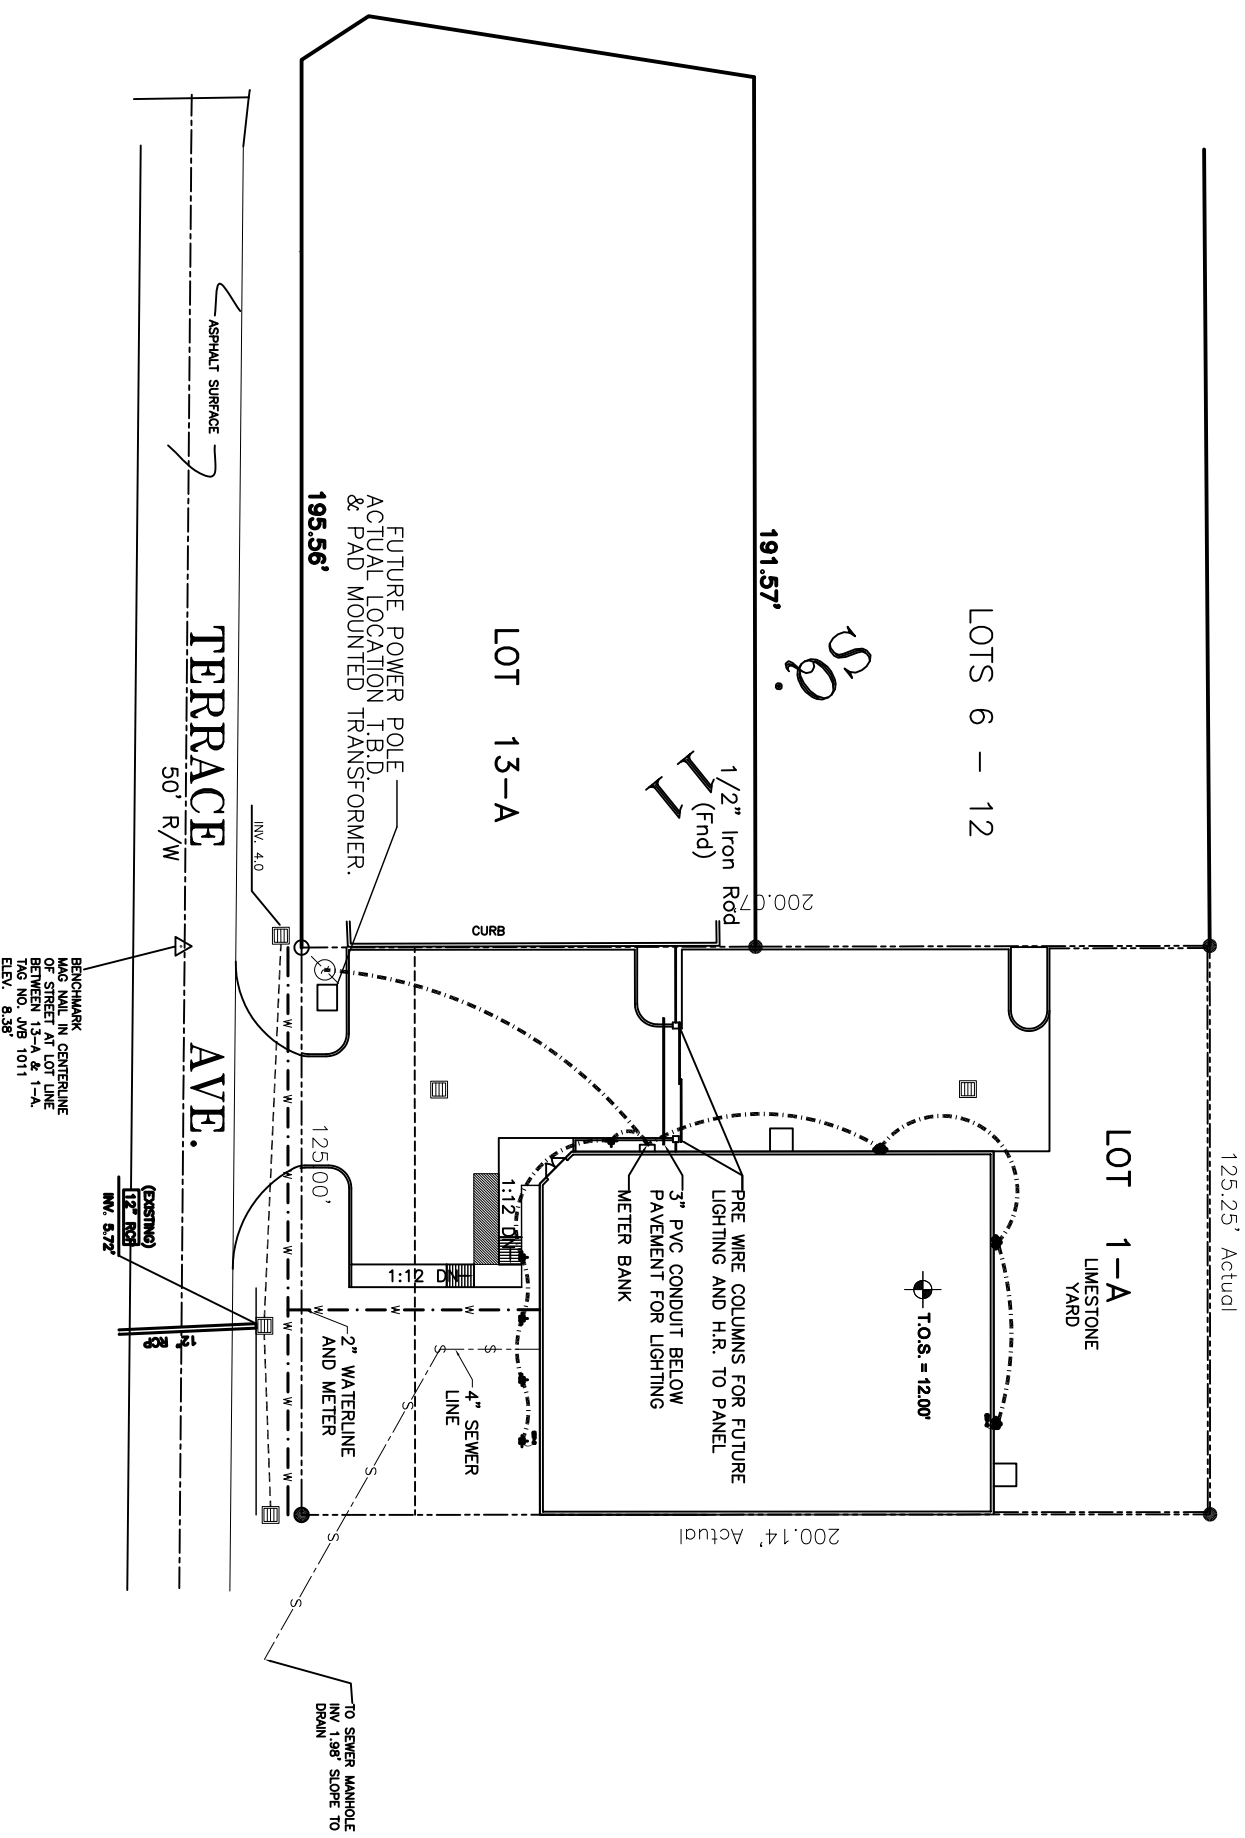 LOTS 6 - 12
LOT 1-A
LIMESTONE
YARD
125.25' Actual
SQ.
11
191.57'
1/2" Iron Rod
(Fnd)
200.07'
LOT 13-A
FUTURE POWER POLE
ACTUAL LOCATION T.B.D.
& PAD MOUNTED TRANSFORMER.
195.56'
CURB
T.O.S. = 12.00'
PRE WIRE COLUMNS FOR FUTURE
LIGHTING AND H.R. TO PANEL
3" PVC CONDUIT BELOW
PAVEMENT FOR LIGHTING
METER BANK
200.14' Actual
1:12 DN
1:12 DN
4" SEWER
LINE
2" WATERLINE
AND METER
125.00'
W
W
W
W
W
W
W
W
W
S
S
S
S
S
S
ASPHALT SURFACE
TERRACE AVE.
50' R/W
INV. 4.0
BENCHMARK
MAG NAIL IN CENTERLINE
OF STREET AT LOT LINE
BETWEEN 13-A & 1-A.
TAG NO. JVB 1011
ELEV. 8.38'
(EXISTING)
12" RCP
INV. 5.72'
12" RCP
TO SEWER MANHOLE
INV 1.98' SLOPE TO
DRAIN